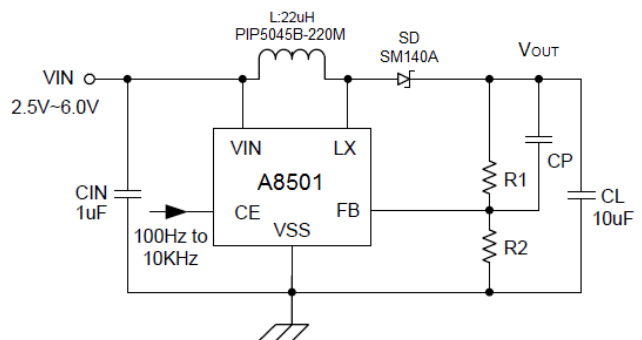 L:22uH
PIP5045B-220M
SD
SM140A
VOUT
VIN
2.5V~6.0V
VIN
LX
A8501
CP
R1
CIN
1uF
CE
FB
CL
10uF
VSS
100Hz to
10KHz
R2